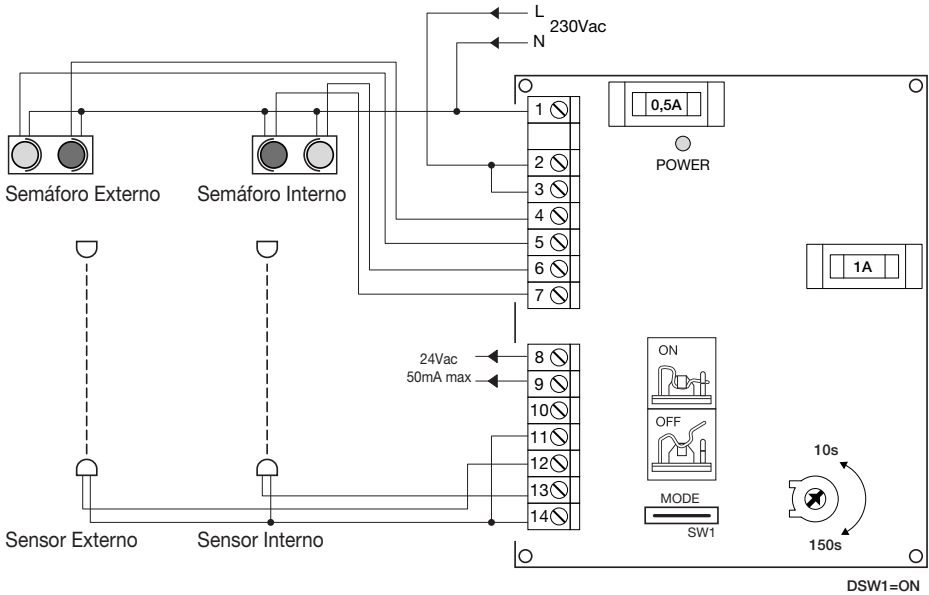 L
230Vac
N
0,5A
POWER
1
2
3
4
5
6
7
Semáforo Externo
Semáforo Interno
1A
24Vac
50mA max
8
9
10
11
12
13
14
ON
OFF
MODE
SW1
10s
150s
Sensor Externo
Sensor Interno
DSW1=ON